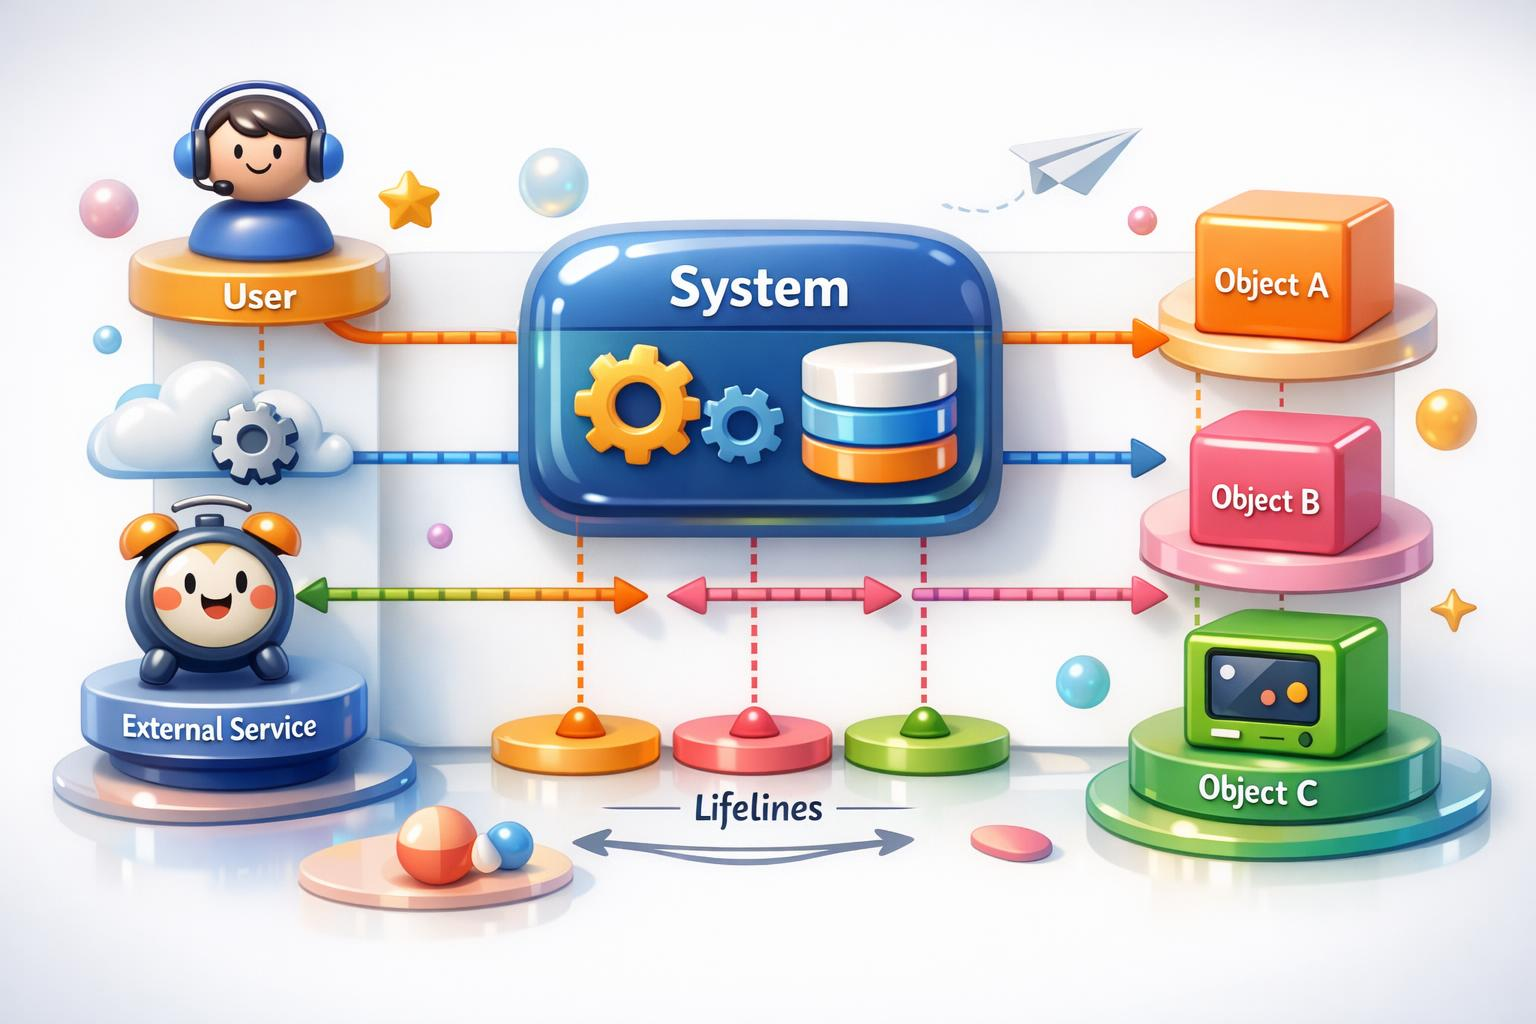 User
System
Object A
Object B
External Service
Object C
Lifelines